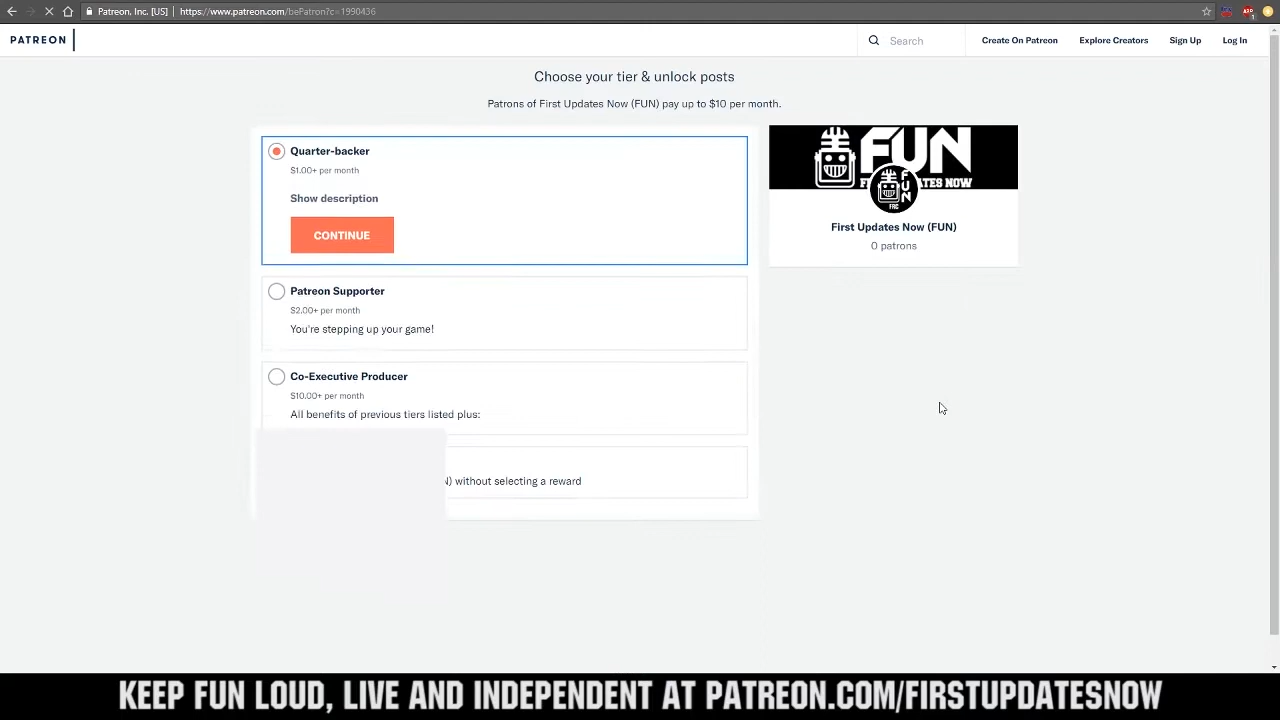 Patreon, Inc. [US] | https://www.patreon.com/bePatron?c=1990436
PATREON
Search
Create On Patreon
Explore Creators
Sign Up
Log In
Choose your tier & unlock posts
Patrons of First Updates Now (FUN) pay up to $10 per month.
Quarter-backer
$1.00+ per month
Show description
CONTINUE
FUN
FUN
FRC
First Updates Now (FUN)
0 patrons
Patreon Supporter
$2.00+ per month
You're stepping up your game!
Co-Executive Producer
$10.00+ per month
All benefits of previous tiers listed plus:
without selecting a reward
KEEP FUN LOUD, LIVE AND INDEPENDENT AT PATREON.COM/FIRSTUPDATESNOW